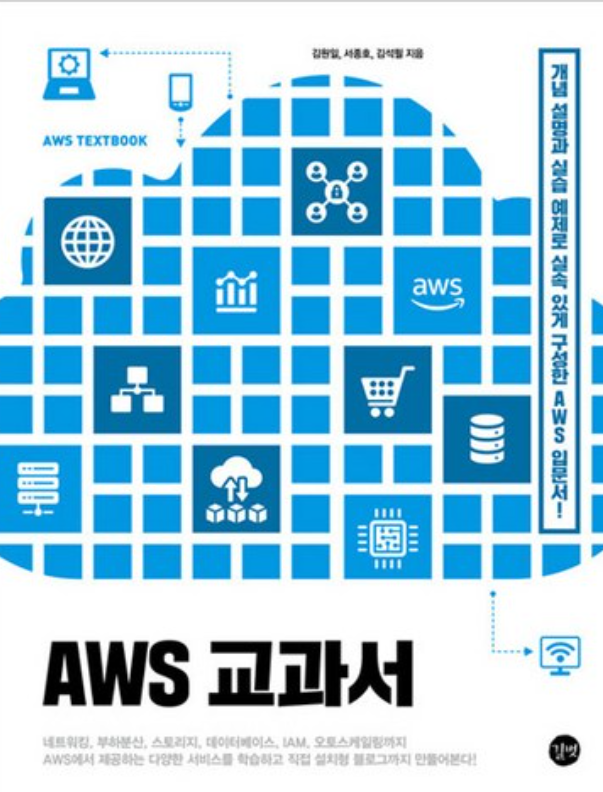 김원일, 서종호, 김석필 지음
AWS TEXTBOOK
개념 설명과 실습 예제로 실속 있게 구성한 AWS 입문서!
aws
AWS 교과서
네트워킹, 부하분산, 스토리지, 데이터베이스, IAM, 오토스케일링까지
AWS에서 제공하는 다양한 서비스를 학습하고 직접 설치형 블로그까지 만들어본다!
길벗